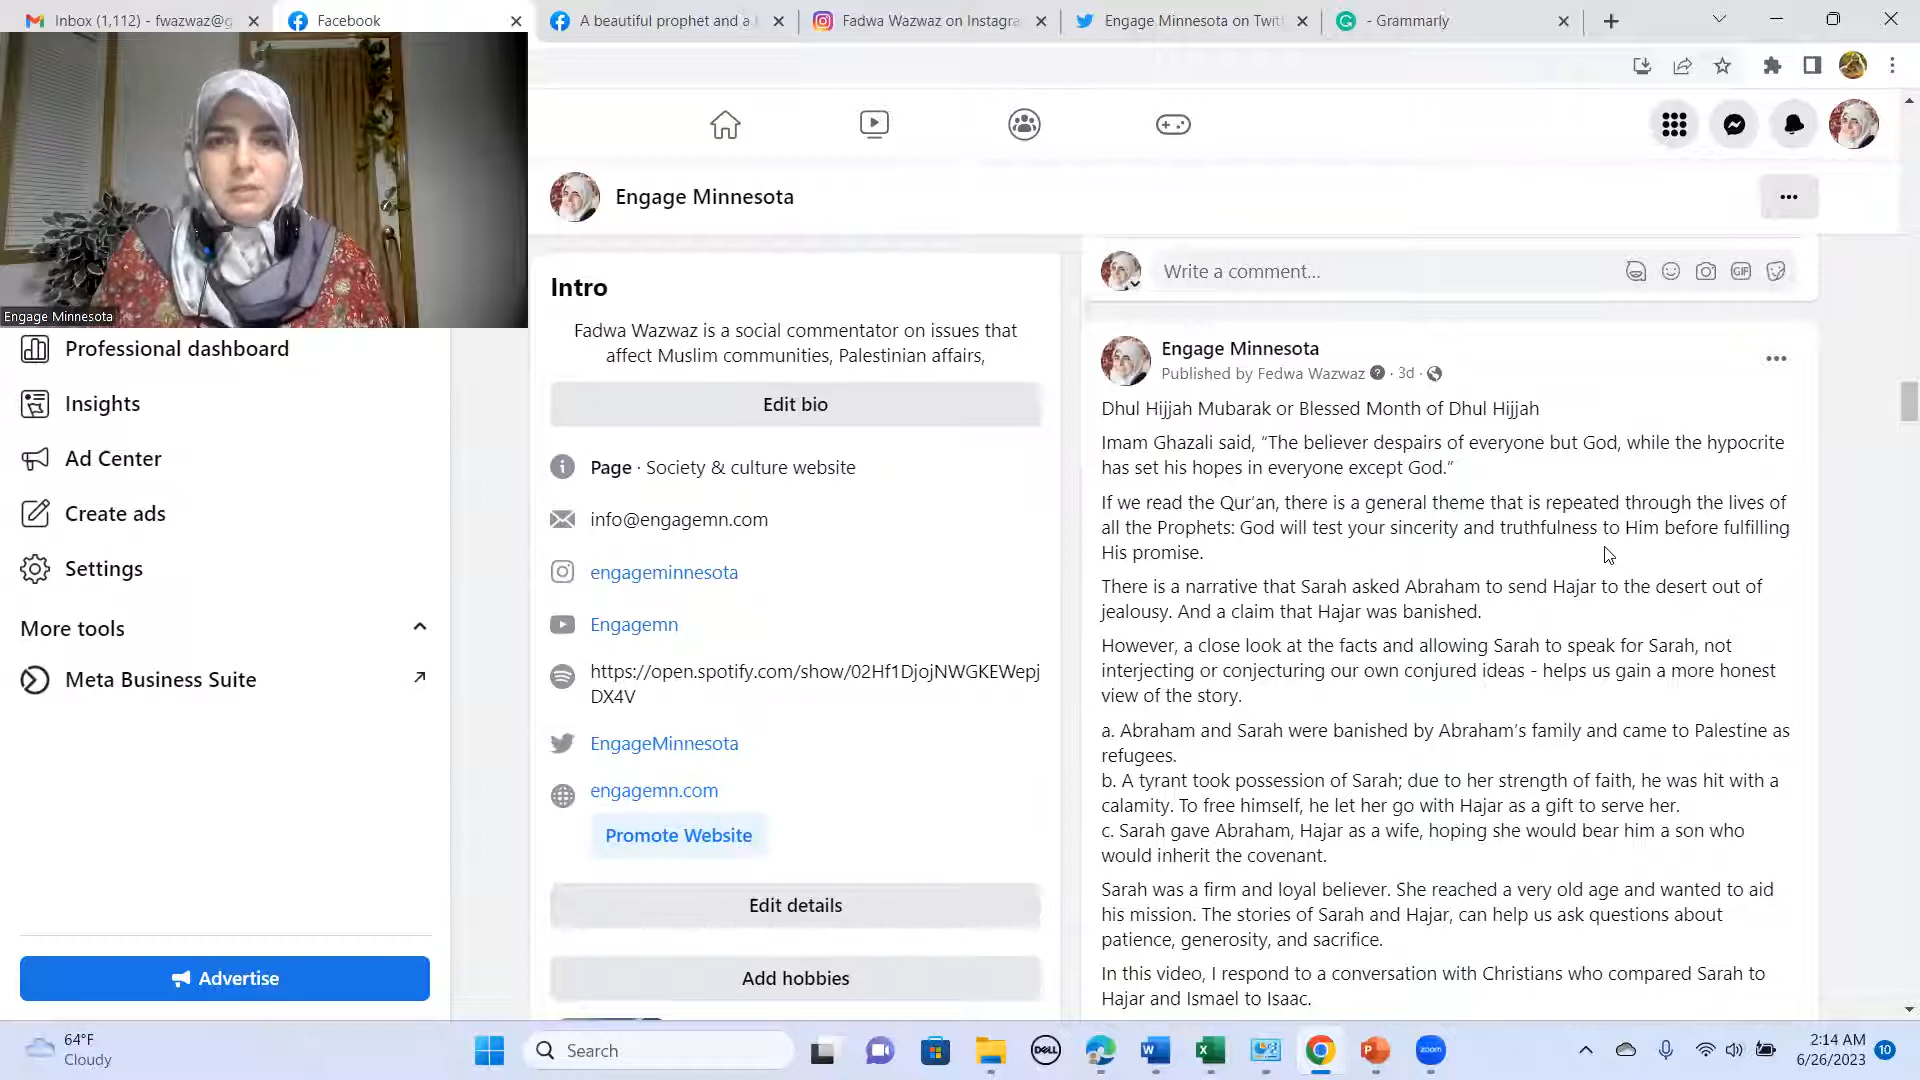 Inbox (1,112) - fwazwaz@g
Facebook
A beautiful prophet and a l
Fadwa Wazwaz on Instagra
Engage Minnesota on Twit
- Grammarly
Engage Minnesota
Engage Minnesota
Professional dashboard
Insights
Ad Center
Create ads
Settings
More tools
Meta Business Suite
Advertise
Intro
Fadwa Wazwaz is a social commentator on issues that
affect Muslim communities, Palestinian affairs,
Edit bio
Page · Society & culture website
info@engagemn.com
engageminnesota
Engagemn
https://open.spotify.com/show/02Hf1DjojNWGKEWepj
DX4V
EngageMinnesota
engagemn.com
Promote Website
Edit details
Add hobbies
Write a comment...
GIF
Engage Minnesota
Published by Fedwa Wazwaz · 3d ·
Dhul Hijjah Mubarak or Blessed Month of Dhul Hijjah
Imam Ghazali said, “The believer despairs of everyone but God, while the hypocrite
has set his hopes in everyone except God.”
If we read the Qur’an, there is a general theme that is repeated through the lives of
all the Prophets: God will test your sincerity and truthfulness to Him before fulfilling
His promise.
There is a narrative that Sarah asked Abraham to send Hajar to the desert out of
jealousy. And a claim that Hajar was banished.
However, a close look at the facts and allowing Sarah to speak for Sarah, not
interjecting or conjecturing our own conjured ideas - helps us gain a more honest
view of the story.
a. Abraham and Sarah were banished by Abraham’s family and came to Palestine as
refugees.
b. A tyrant took possession of Sarah; due to her strength of faith, he was hit with a
calamity. To free himself, he let her go with Hajar as a gift to serve her.
c. Sarah gave Abraham, Hajar as a wife, hoping she would bear him a son who
would inherit the covenant.
Sarah was a firm and loyal believer. She reached a very old age and wanted to aid
his mission. The stories of Sarah and Hajar, can help us ask questions about
patience, generosity, and sacrifice.
In this video, I respond to a conversation with Christians who compared Sarah to
Hajar and Ismael to Isaac.
64°F
Cloudy
Search
DELL
zoom
2:14 AM
6/26/2023
10